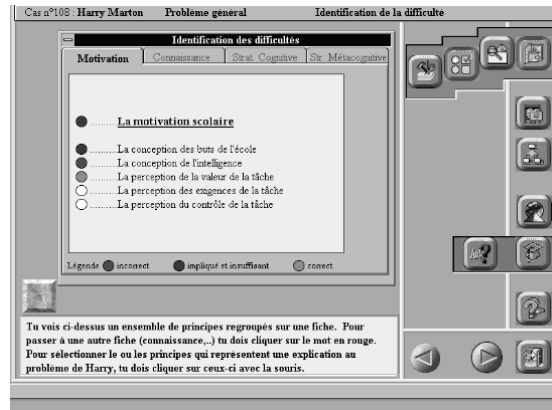 Cas n°108 : Harry Marton Problème général Identification de la difficulté
Identification des difficultés
Motivation Connaissance Strat. Cognitive Str. Métacognitive
La motivation scolaire
La conception des buts de l'école
La conception de l'intelligence
La perception de la valeur de la tâche
La perception des exigences de la tâche
La perception du contrôle de la tâche
Légende incorrect impliqué et insuffisant correct
Tu vois ci-dessus un ensemble de principes regroupés sur une fiche. Pour
passer à une autre fiche (connaissance,..) tu dois cliquer sur le mot en rouge.
Pour sélectionner le ou les principes qui représentent une explication au
problème de Harry, tu dois cliquer sur ceux-ci avec la souris.